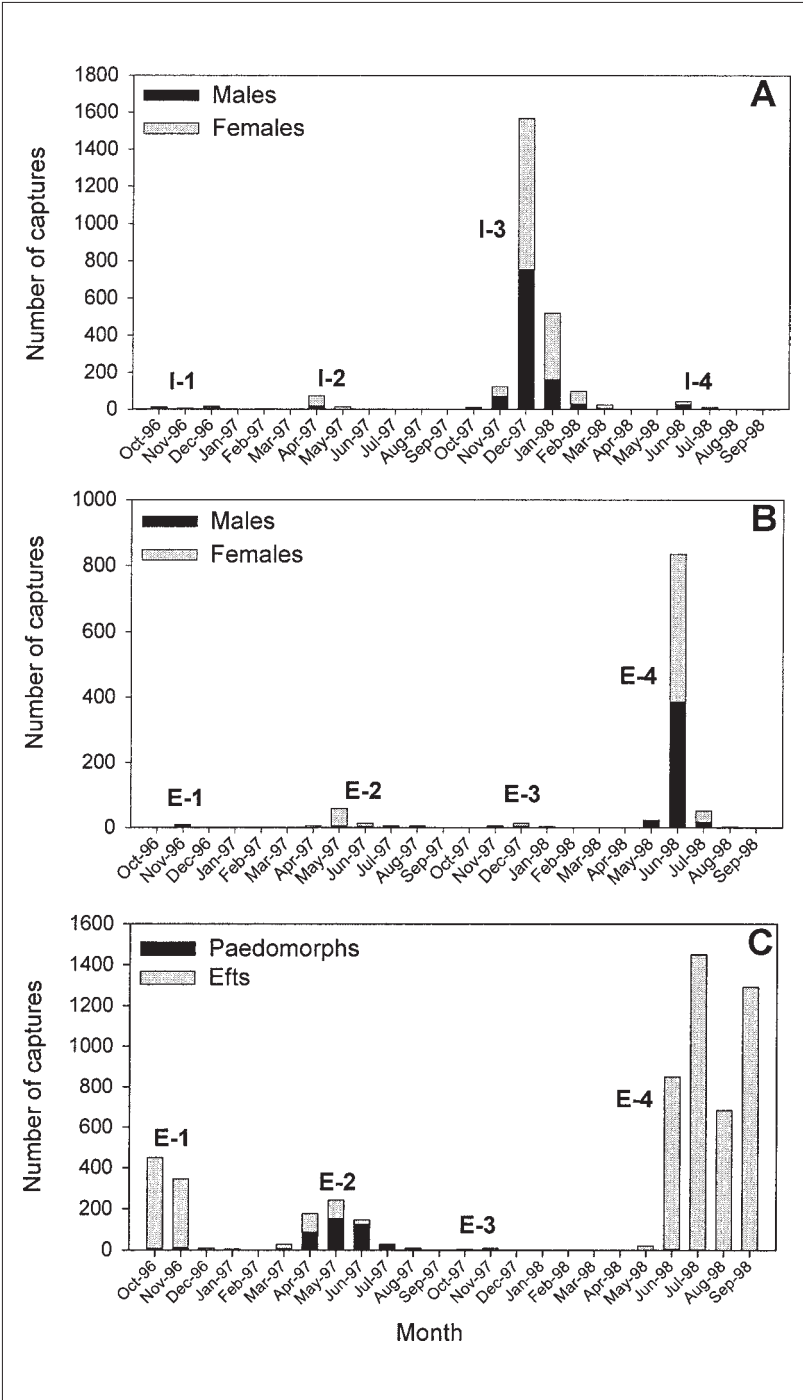 A
Males
Females
Number of captures
1800
1600
1400
1200
1000
800
600
400
200
0
I-1
I-2
I-3
I-4
Oct-96
Nov-96
Dec-96
Jan-97
Feb-97
Mar-97
Apr-97
May-97
Jun-97
Jul-97
Aug-97
Sep-97
Oct-97
Nov-97
Dec-97
Jan-98
Feb-98
Mar-98
Apr-98
May-98
Jun-98
Jul-98
Aug-98
Sep-98
B
Males
Females
Number of captures
1000
800
600
400
200
0
E-1
E-2
E-3
E-4
Oct-96
Nov-96
Dec-96
Jan-97
Feb-97
Mar-97
Apr-97
May-97
Jun-97
Jul-97
Aug-97
Sep-97
Oct-97
Nov-97
Dec-97
Jan-98
Feb-98
Mar-98
Apr-98
May-98
Jun-98
Jul-98
Aug-98
Sep-98
C
Paedomorphs
Efts
Number of captures
1600
1400
1200
1000
800
600
400
200
0
E-1
E-2
E-3
E-4
Oct-96
Nov-96
Dec-96
Jan-97
Feb-97
Mar-97
Apr-97
May-97
Jun-97
Jul-97
Aug-97
Sep-97
Oct-97
Nov-97
Dec-97
Jan-98
Feb-98
Mar-98
Apr-98
May-98
Jun-98
Jul-98
Aug-98
Sep-98
Month